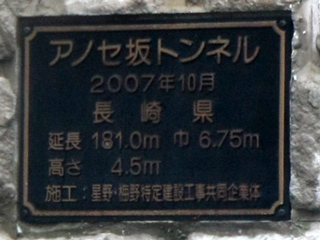 アノセ坂トンネル
2007年10月
長崎県
延長 181.0m 巾 6.75m
高さ 4.5m
施工：星野・梅野特定建設工事共同企業体